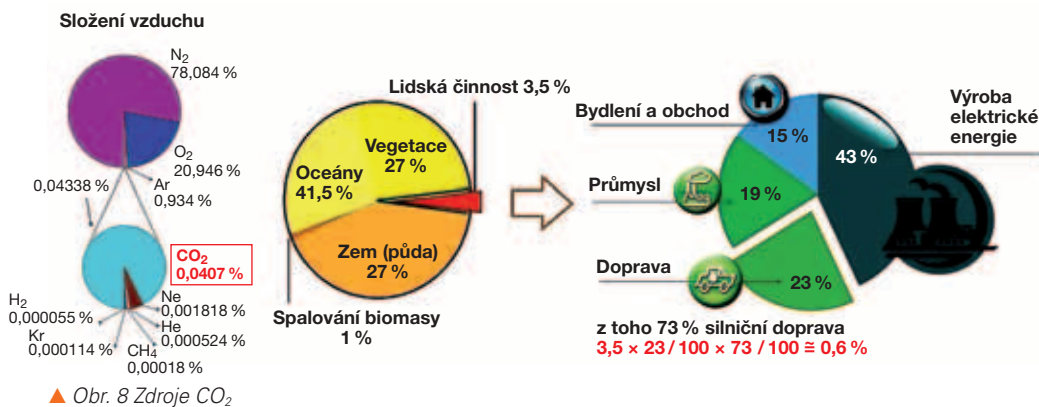 Složení vzduchu
N₂
78,084 %
O₂
20,946 %
Ar
0,934 %
0,04338 %
CO₂
0,0407 %
Ne
0,001818 %
He
0,000524 %
CH₄
0,00018 %
H₂
0,000055 %
Kr
0,000114 %
Lidská činnost 3,5 %
Vegetace
27 %
Oceány
41,5 %
Zem (půda)
27 %
Spalování biomasy
1 %
Bydlení a obchod
15 %
Výroba
elektrické
energie
43 %
Průmysl
19 %
Doprava
23 %
z toho 73 % silniční doprava
3,5 × 23 / 100 × 73 / 100 ≅ 0,6 %
▲ Obr. 8 Zdroje CO₂